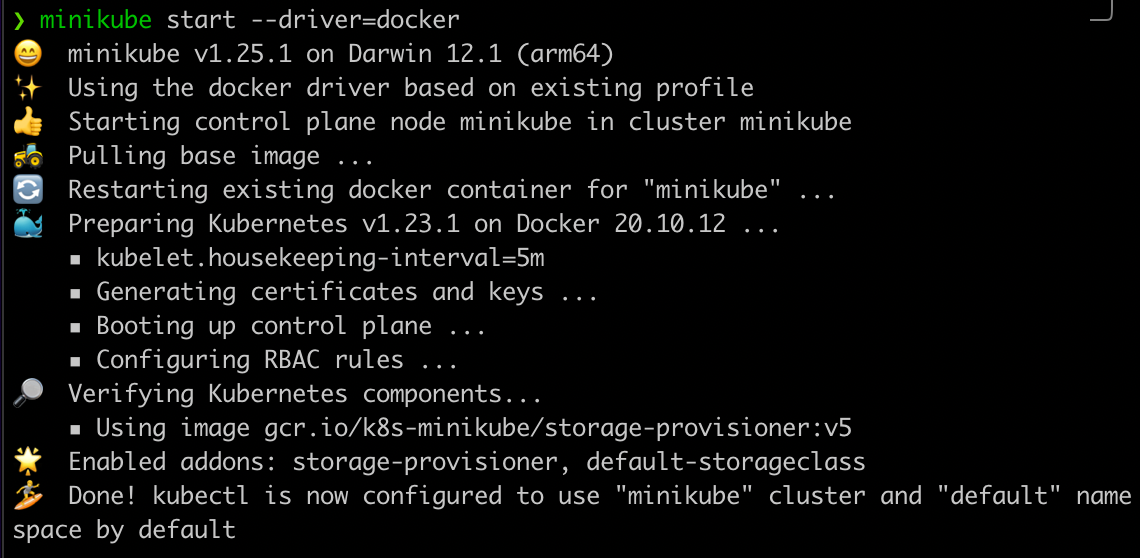 ❯ minikube start --driver=docker
😄 minikube v1.25.1 on Darwin 12.1 (arm64)
✨ Using the docker driver based on existing profile
👍 Starting control plane node minikube in cluster minikube
🚜 Pulling base image ...
🔄 Restarting existing docker container for "minikube" ...
🐳 Preparing Kubernetes v1.23.1 on Docker 20.10.12 ...
▪ kubelet.housekeeping-interval=5m
▪ Generating certificates and keys ...
▪ Booting up control plane ...
▪ Configuring RBAC rules ...
🔎 Verifying Kubernetes components...
▪ Using image gcr.io/k8s-minikube/storage-provisioner:v5
🌟 Enabled addons: storage-provisioner, default-storageclass
🏄 Done! kubectl is now configured to use "minikube" cluster and "default" name
space by default